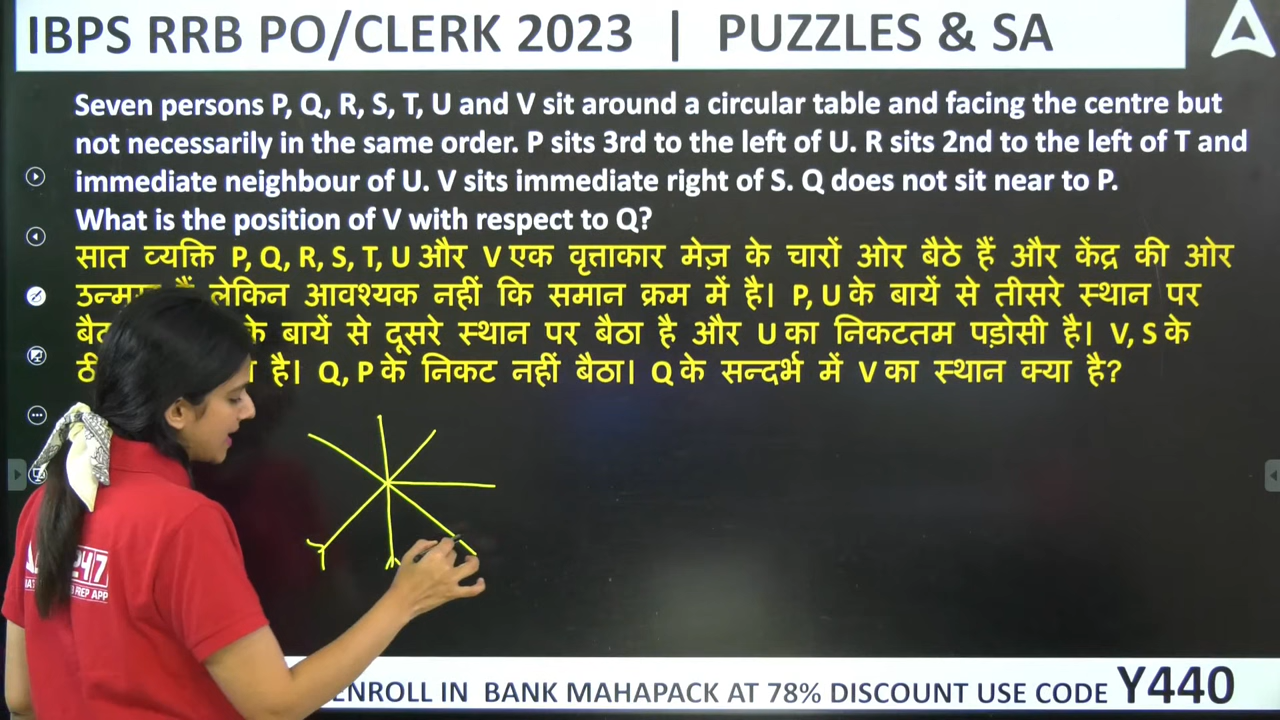 IBPS RRB PO/CLERK 2023 | PUZZLES & SA
Seven persons P, Q, R, S, T, U and V sit around a circular table and facing the centre but
not necessarily in the same order. P sits 3rd to the left of U. R sits 2nd to the left of T and
immediate neighbour of U. V sits immediate right of S. Q does not sit near to P.
What is the position of V with respect to Q?
सात व्यक्ति P, Q, R, S, T, U और V एक वृत्ताकार मेज़ के चारों ओर बैठे हैं और केंद्र की ओर
लेकिन आवश्यक नहीं कि समान क्रम में है। P, U के बायें से तीसरे स्थान पर
के बायें से दूसरे स्थान पर बैठा है और U का निकटतम पड़ोसी है। V, S के
है। Q, P के निकट नहीं बैठा। Q के सन्दर्भ में V का स्थान क्या है?
24/7
REP APP
ENROLL IN BANK MAHAPACK AT 78% DISCOUNT USE CODE Y440